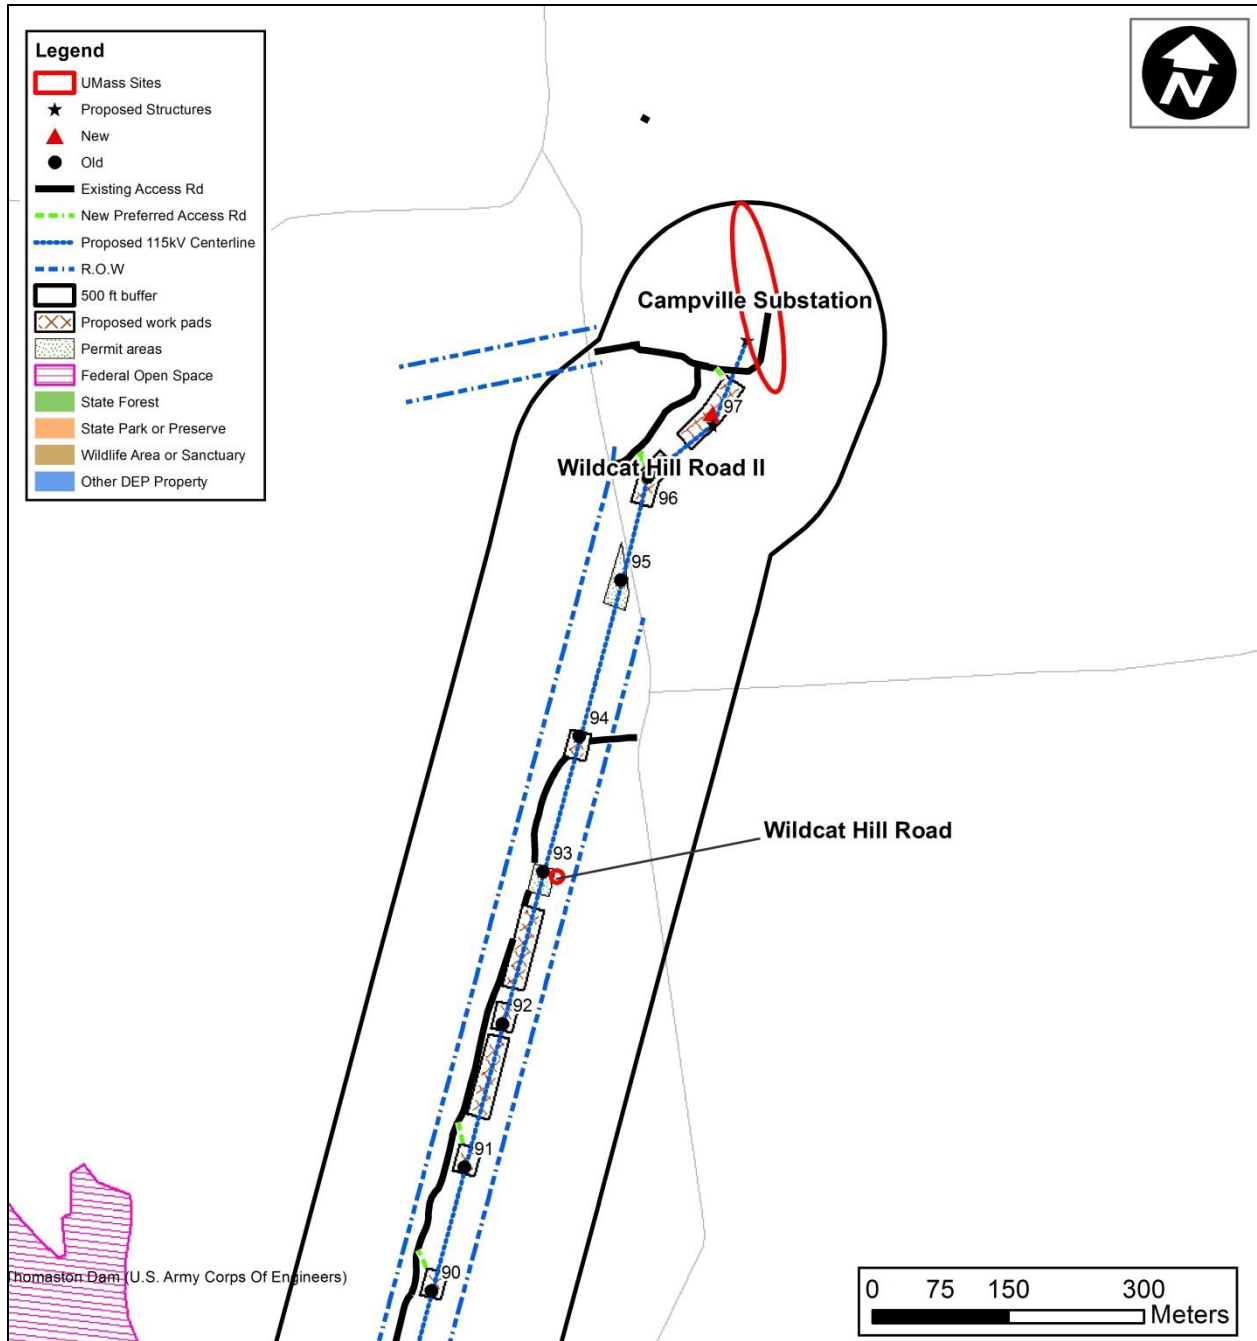 Legend
UMass Sites
Proposed Structures
New
Old
Existing Access Rd
New Preferred Access Rd
Proposed 115kV Centerline
R.O.W
500 ft buffer
Proposed work pads
Permit areas
Federal Open Space
State Forest
State Park or Preserve
Wildlife Area or Sanctuary
Other DEP Property
N
Campville Substation
97
Wildcat Hill Road II
96
95
94
Wildcat Hill Road
93
92
91
90
Thomaston Dam (U.S. Army Corps Of Engineers)
0 75 150 300
Meters